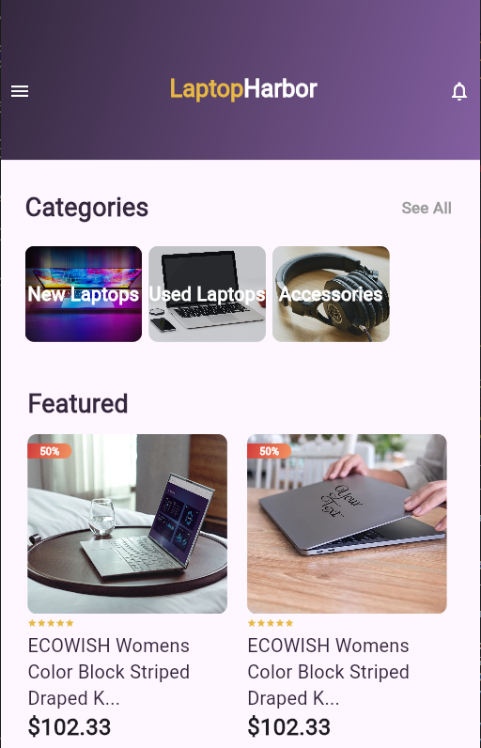 LaptopHarbor
Categories
See All
New Laptops
Used Laptops
Accessories
Featured
50%
50%
Your
Text
ECOWISH Womens
Color Block Striped
Draped K...
$102.33
ECOWISH Womens
Color Block Striped
Draped K...
$102.33